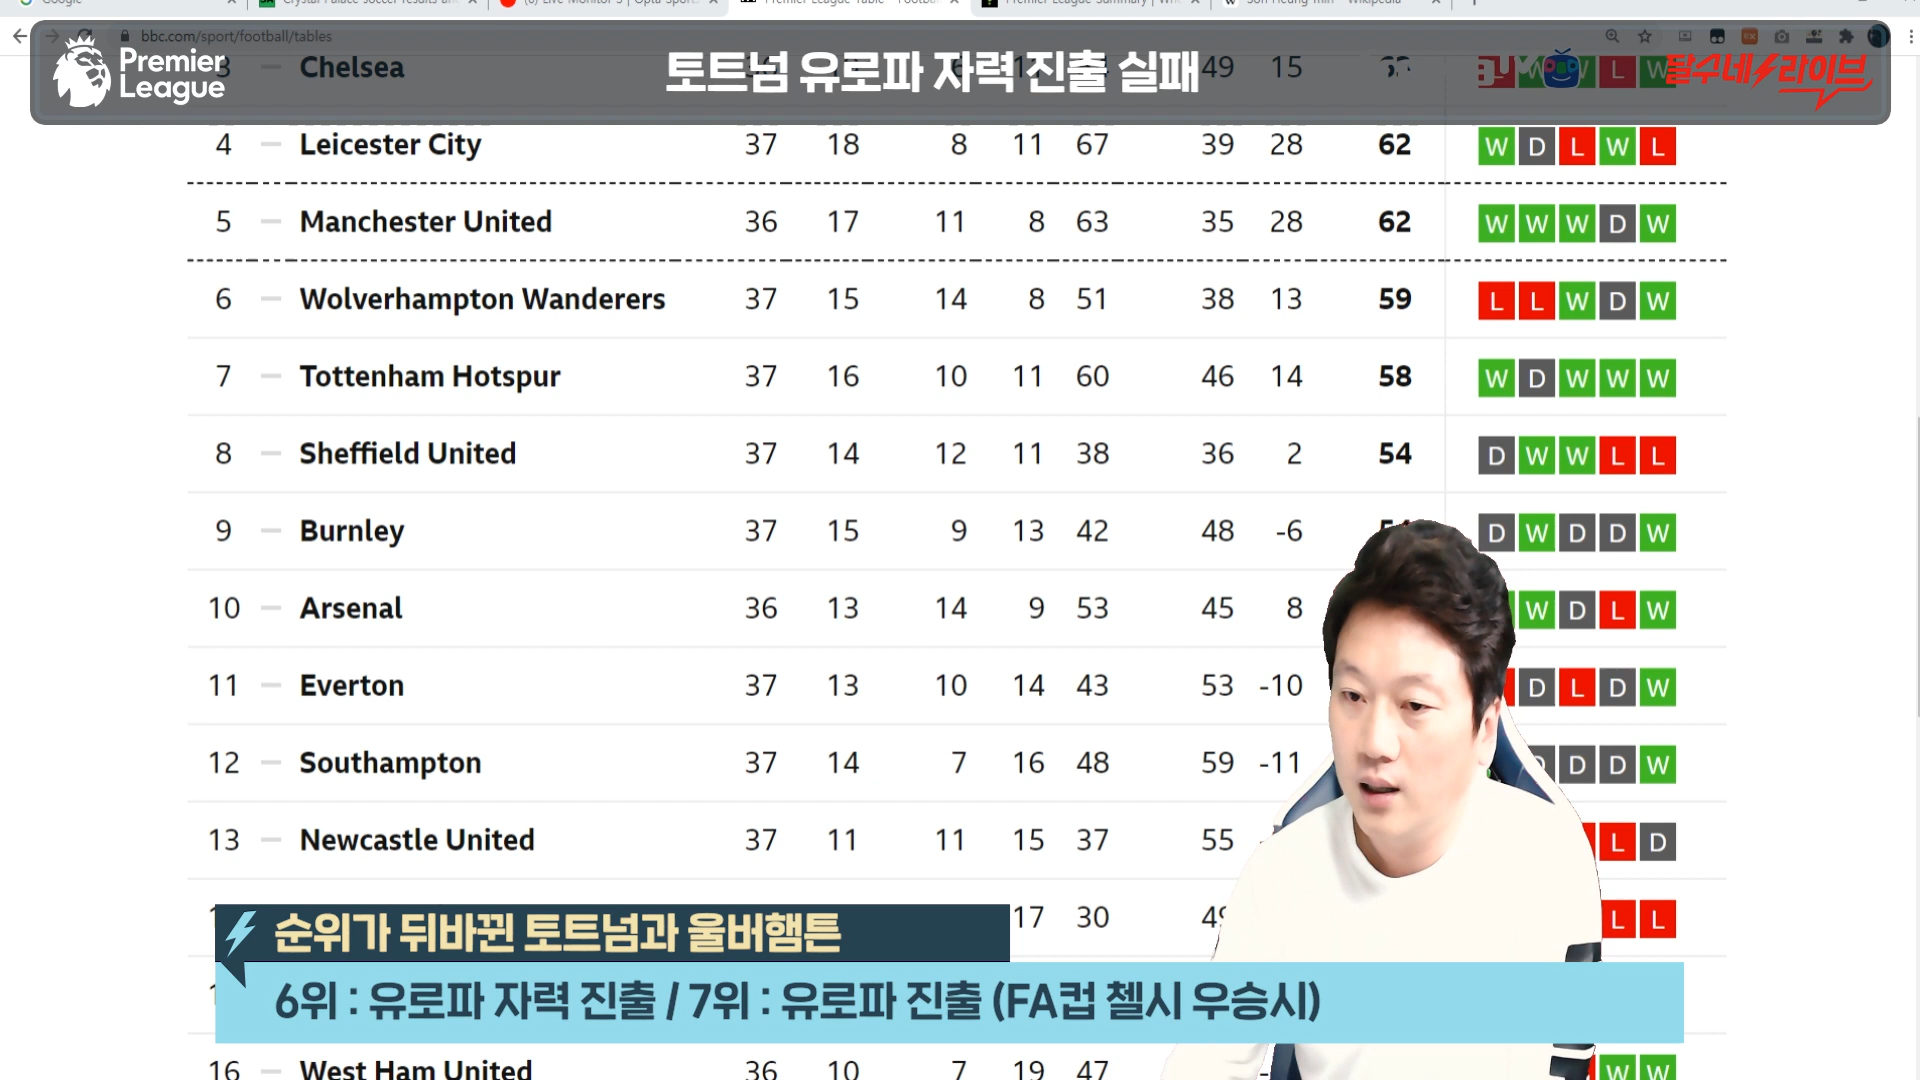 bbc.com/sport/football/tables
Premier League
토트넘 유로파 자력 진출 실패
달수네라이브
3 Chelsea 49 15
4 Leicester City 37 18 8 11 67 39 28 62 W D L W L
5 Manchester United 36 17 11 8 63 35 28 62 W W W D W
6 Wolverhampton Wanderers 37 15 14 8 51 38 13 59 L L W D W
7 Tottenham Hotspur 37 16 10 11 60 46 14 58 W D W W W
8 Sheffield United 37 14 12 11 38 36 2 54 D W W L L
9 Burnley 37 15 9 13 42 48 -6 D W D D W
10 Arsenal 36 13 14 9 53 45 8 W D L W
11 Everton 37 13 10 14 43 53 -10 D L D W
12 Southampton 37 14 7 16 48 59 -11 D D W
13 Newcastle United 37 11 11 15 37 55 L D
17 30 L L
순위가 뒤바뀐 토트넘과 울버햄튼
6위 : 유로파 자력 진출 / 7위 : 유로파 진출 (FA컵 첼시 우승시)
16 West Ham United 36 10 7 19 47 W W